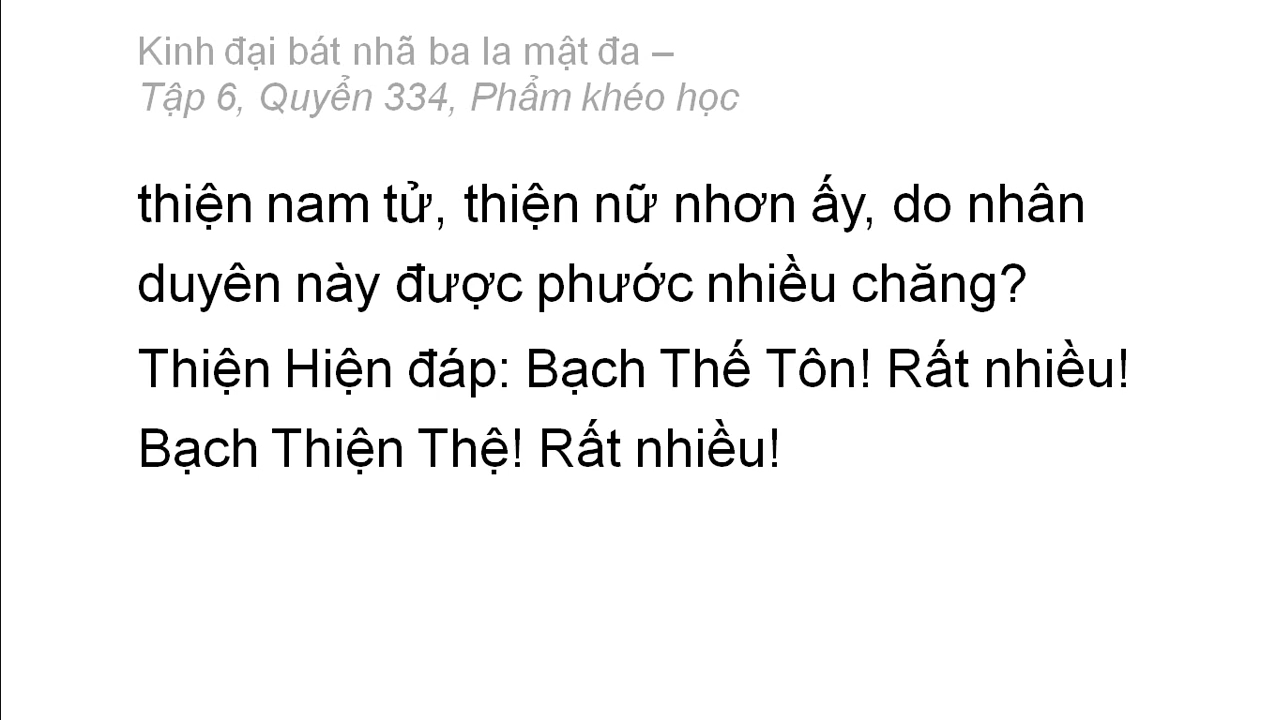 Kinh đại bát nhã ba la mật đa –
Tập 6, Quyển 334, Phẩm khéo học
thiện nam tử, thiện nữ nhơn ấy, do nhân
duyên này được phước nhiều chăng?
Thiện Hiện đáp: Bạch Thế Tôn! Rất nhiều!
Bạch Thiện Thệ! Rất nhiều!